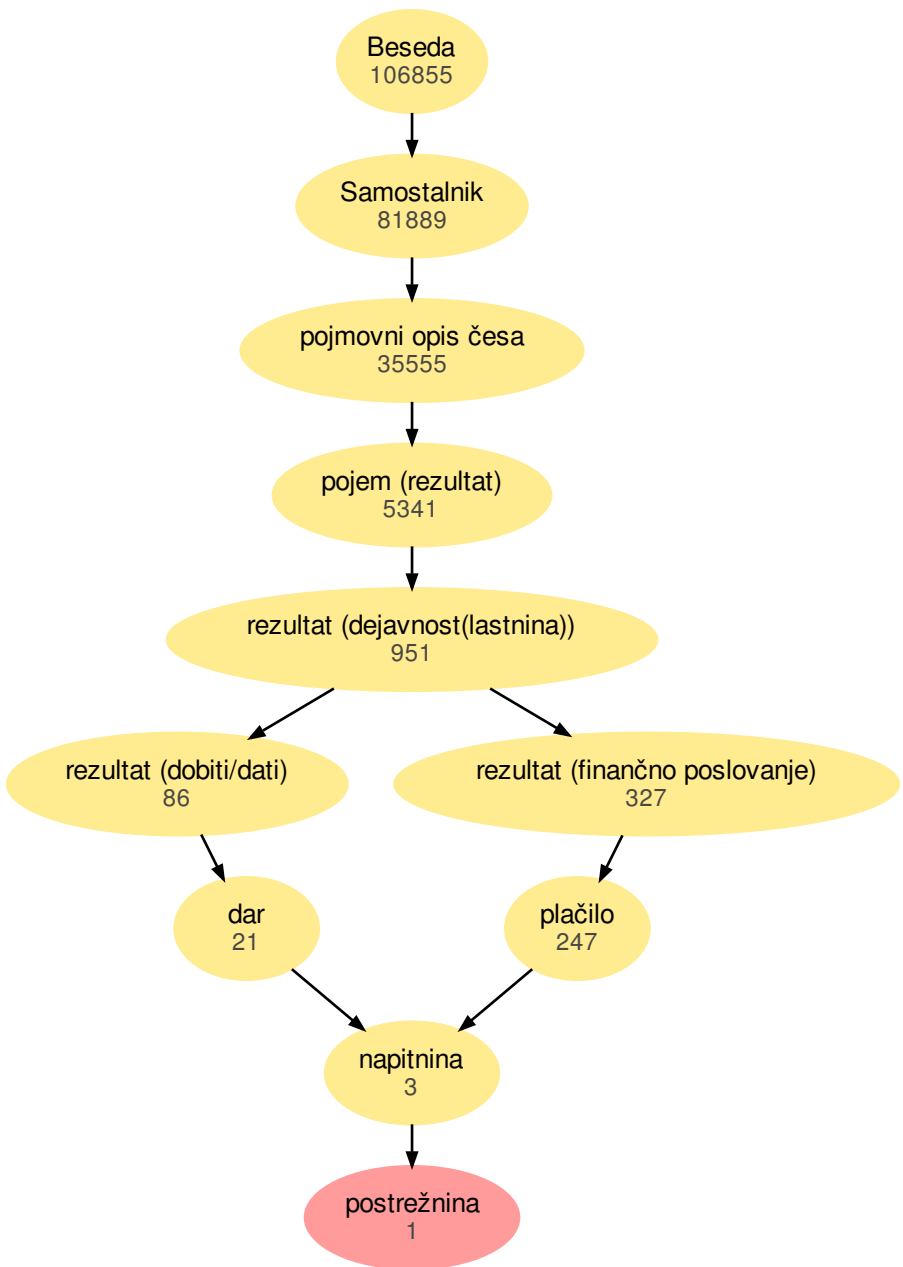 Beseda
106855
Samostalnik
81889
pojmovni opis česa
35555
pojem (rezultat)
5341
rezultat (dejavnost(lastnina))
951
rezultat (dobiti/dati)
86
rezultat (finančno poslovanje)
327
dar
21
plačilo
247
napitnina
3
postrežnina
1